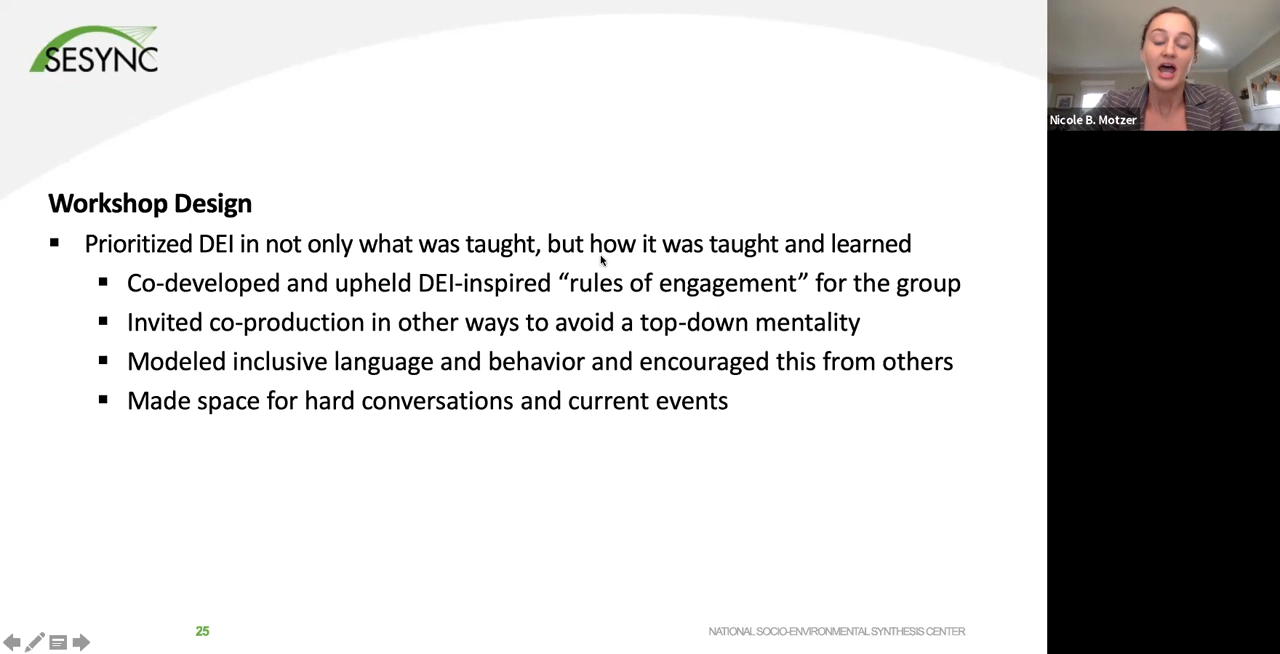 SESYNC
Nicole B. Motzer
Workshop Design
Prioritized DEI in not only what was taught, but how it was taught and learned
Co-developed and upheld DEI-inspired “rules of engagement” for the group
Invited co-production in other ways to avoid a top-down mentality
Modeled inclusive language and behavior and encouraged this from others
Made space for hard conversations and current events
25
NATIONAL SOCIO-ENVIRONMENTAL SYNTHESIS CENTER